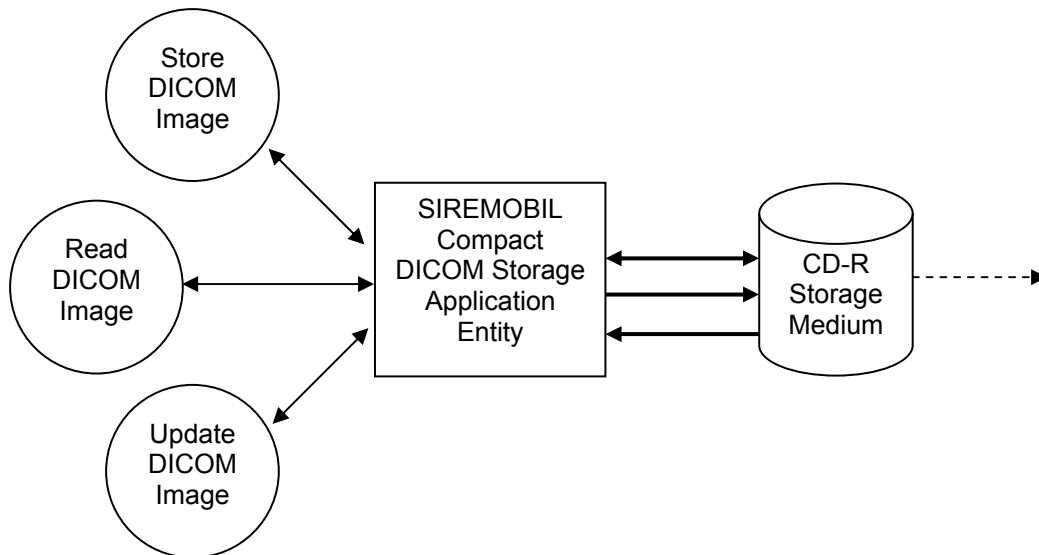 Store
DICOM
Image
Read
DICOM
Image
Update
DICOM
Image
SIREMOBIL
Compact
DICOM Storage
Application
Entity
CD-R
Storage
Medium